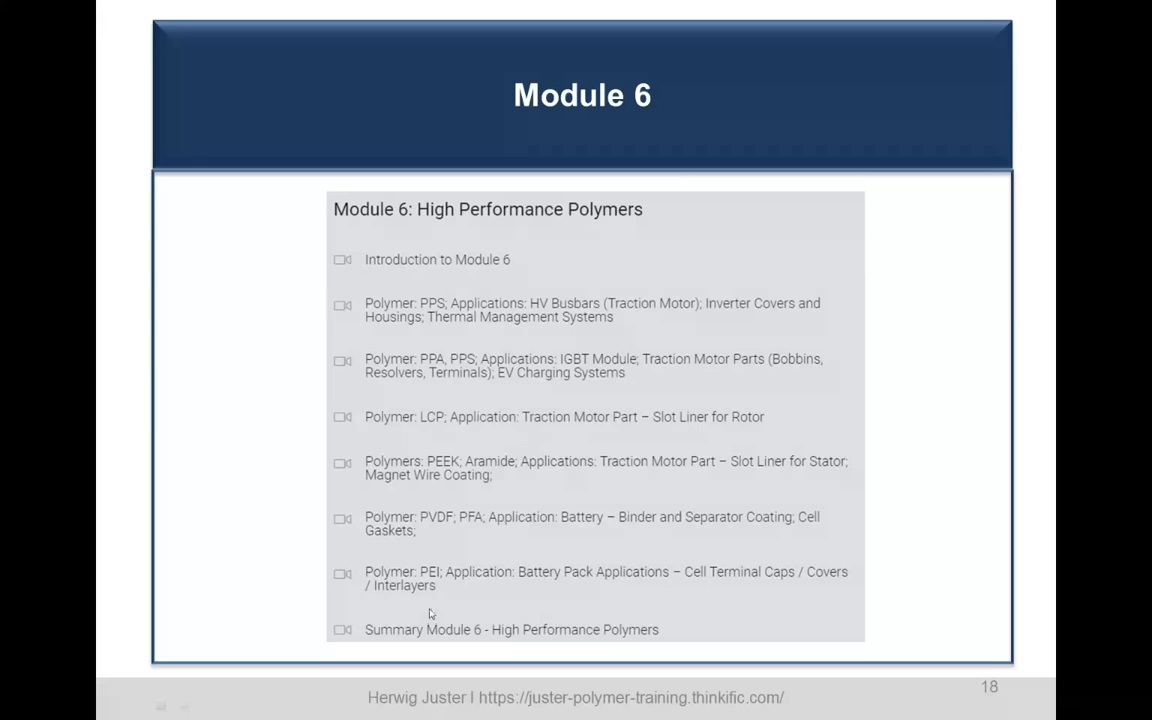 Module 6
Module 6: High Performance Polymers
Introduction to Module 6
Polymer: PPS; Applications: HV Busbars (Traction Motor); Inverter Covers and
Housings; Thermal Management Systems
Polymer: PPA, PPS; Applications: IGBT Module; Traction Motor Parts (Bobbins,
Resolvers, Terminals); EV Charging Systems
Polymer: LCP; Application: Traction Motor Part – Slot Liner for Rotor
Polymers: PEEK; Aramide; Applications: Traction Motor Part – Slot Liner for Stator;
Magnet Wire Coating;
Polymer: PVDF; PFA; Application: Battery – Binder and Separator Coating; Cell
Gaskets;
Polymer: PEI; Application: Battery Pack Applications – Cell Terminal Caps / Covers
/ Interlayers
Summary Module 6 - High Performance Polymers
Herwig Juster I https://juster-polymer-training.thinkific.com/
18